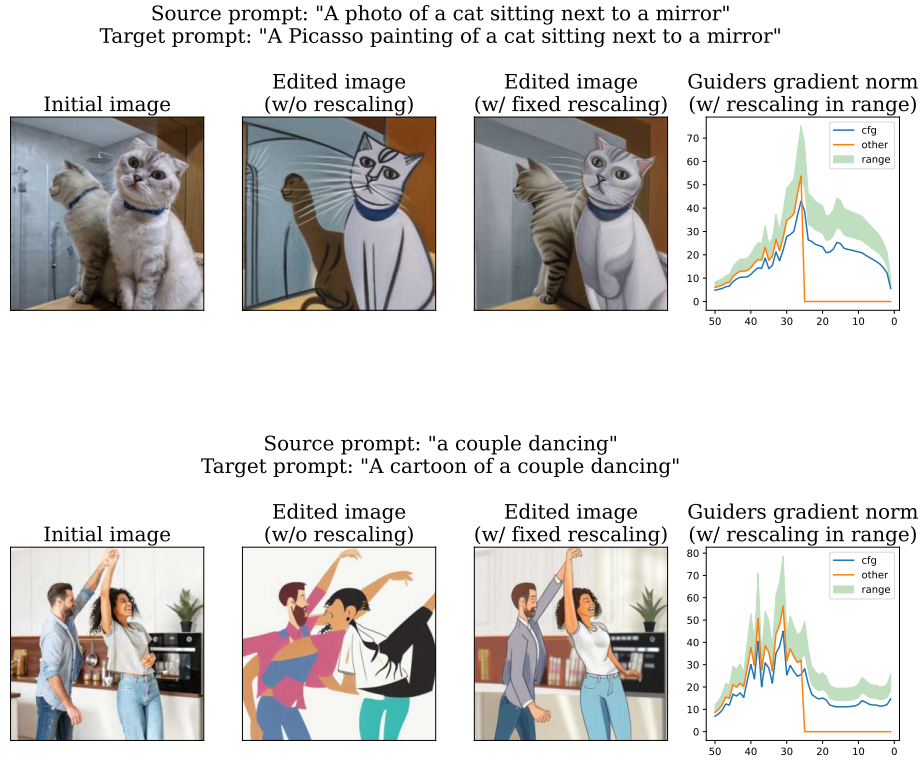 Source prompt: "A photo of a cat sitting next to a mirror"
Target prompt: "A Picasso painting of a cat sitting next to a mirror"
Initial image
Edited image
(w/o rescaling)
Edited image
(w/ fixed rescaling)
Guiders gradient norm
(w/ rescaling in range)
cfg
other
range
70
60
50
40
30
20
10
0
50 40 30 20 10 0
Source prompt: "a couple dancing"
Target prompt: "A cartoon of a couple dancing"
Initial image
Edited image
(w/o rescaling)
Edited image
(w/ fixed rescaling)
Guiders gradient norm
(w/ rescaling in range)
cfg
other
range
80
70
60
50
40
30
20
10
0
50 40 30 20 10 0